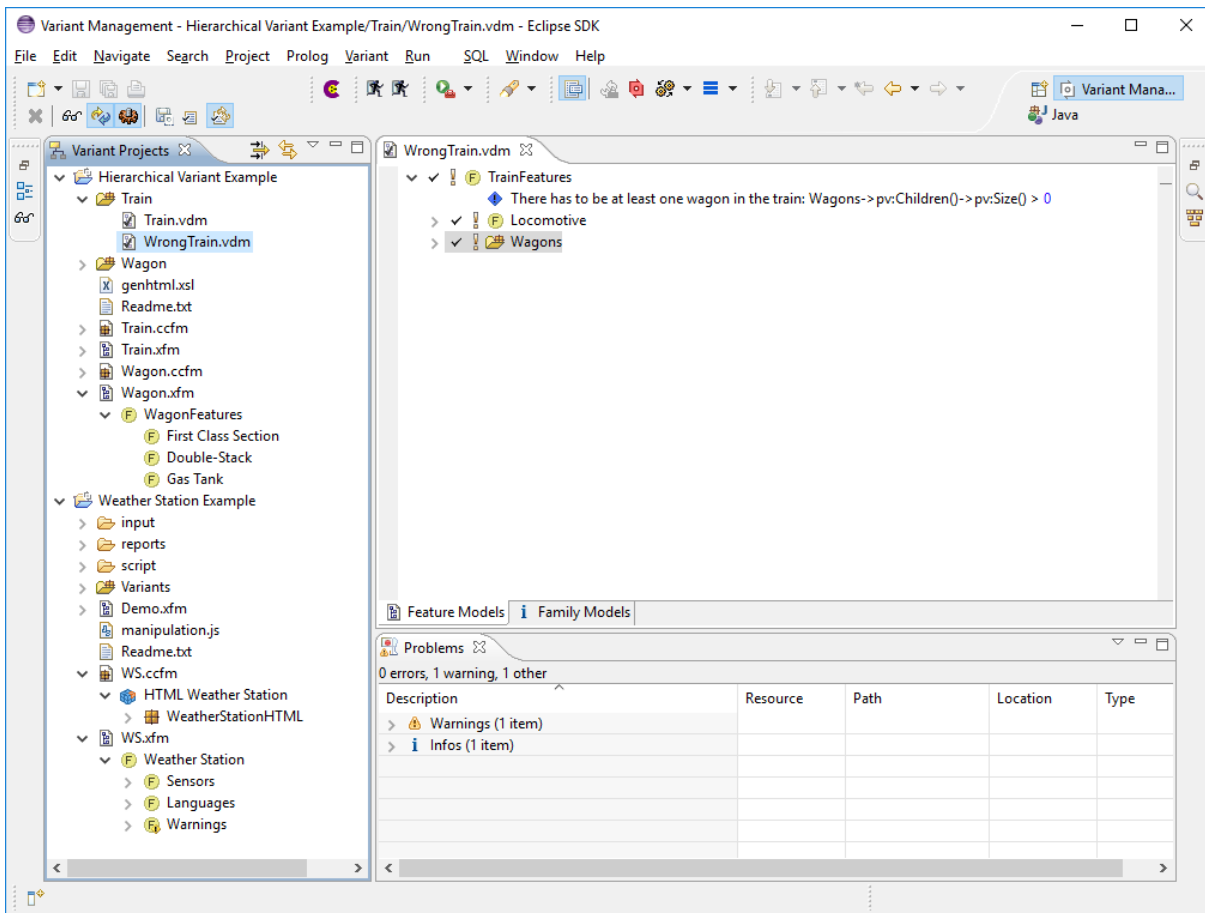 Variant Management - Hierarchical Variant Example/Train/WrongTrain.vdm - Eclipse SDK
File Edit Navigate Search Project Prolog Variant Run SQL Window Help
Variant Mana...
Java
Variant Projects
Hierarchical Variant Example
Train
Train.vdm
WrongTrain.vdm
Wagon
genhtml.xsl
Readme.txt
Train.ccfm
Train.xfm
Wagon.ccfm
Wagon.xfm
WagonFeatures
First Class Section
Double-Stack
Gas Tank
Weather Station Example
input
reports
script
Variants
Demo.xfm
manipulation.js
Readme.txt
WS.ccfm
HTML Weather Station
WeatherStationHTML
WS.xfm
Weather Station
Sensors
Languages
Warnings
WrongTrain.vdm
TrainFeatures
There has to be at least one wagon in the train: Wagons->pv:Children()->pv:Size() > 0
Locomotive
Wagons
Feature Models Family Models
Problems
0 errors, 1 warning, 1 other
Description Resource Path Location Type
Warnings (1 item)
Infos (1 item)